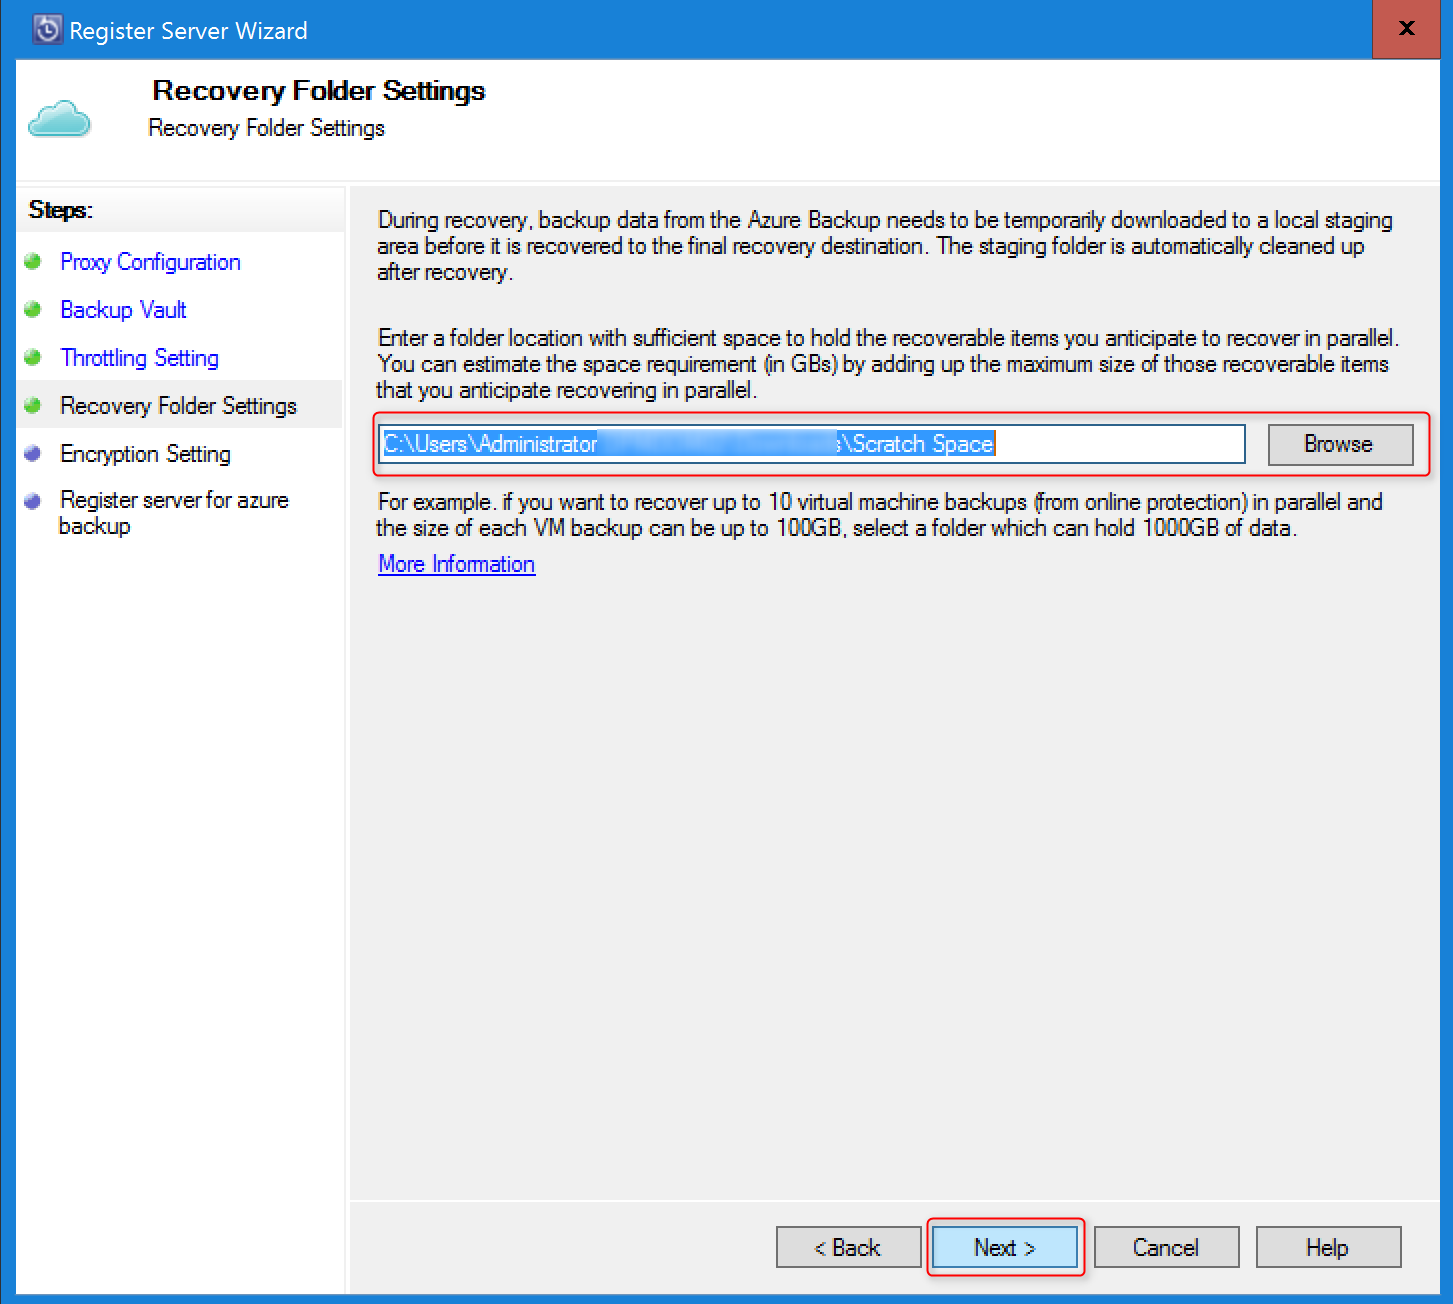 Register Server Wizard
x
Recovery Folder Settings
Recovery Folder Settings
Steps:
Proxy Configuration
Backup Vault
Throttling Setting
Recovery Folder Settings
Encryption Setting
Register server for azure
backup
During recovery, backup data from the Azure Backup needs to be temporarily downloaded to a local staging
area before it is recovered to the final recovery destination. The staging folder is automatically cleaned up
after recovery.
Enter a folder location with sufficient space to hold the recoverable items you anticipate to recover in parallel.
You can estimate the space requirement (in GBs) by adding up the maximum size of those recoverable items
that you anticipate recovering in parallel.
C:\Users\Administrator s\Scratch Space
Browse
For example. if you want to recover up to 10 virtual machine backups (from online protection) in parallel and
the size of each VM backup can be up to 100GB, select a folder which can hold 1000GB of data.
More Information
< Back
Next >
Cancel
Help